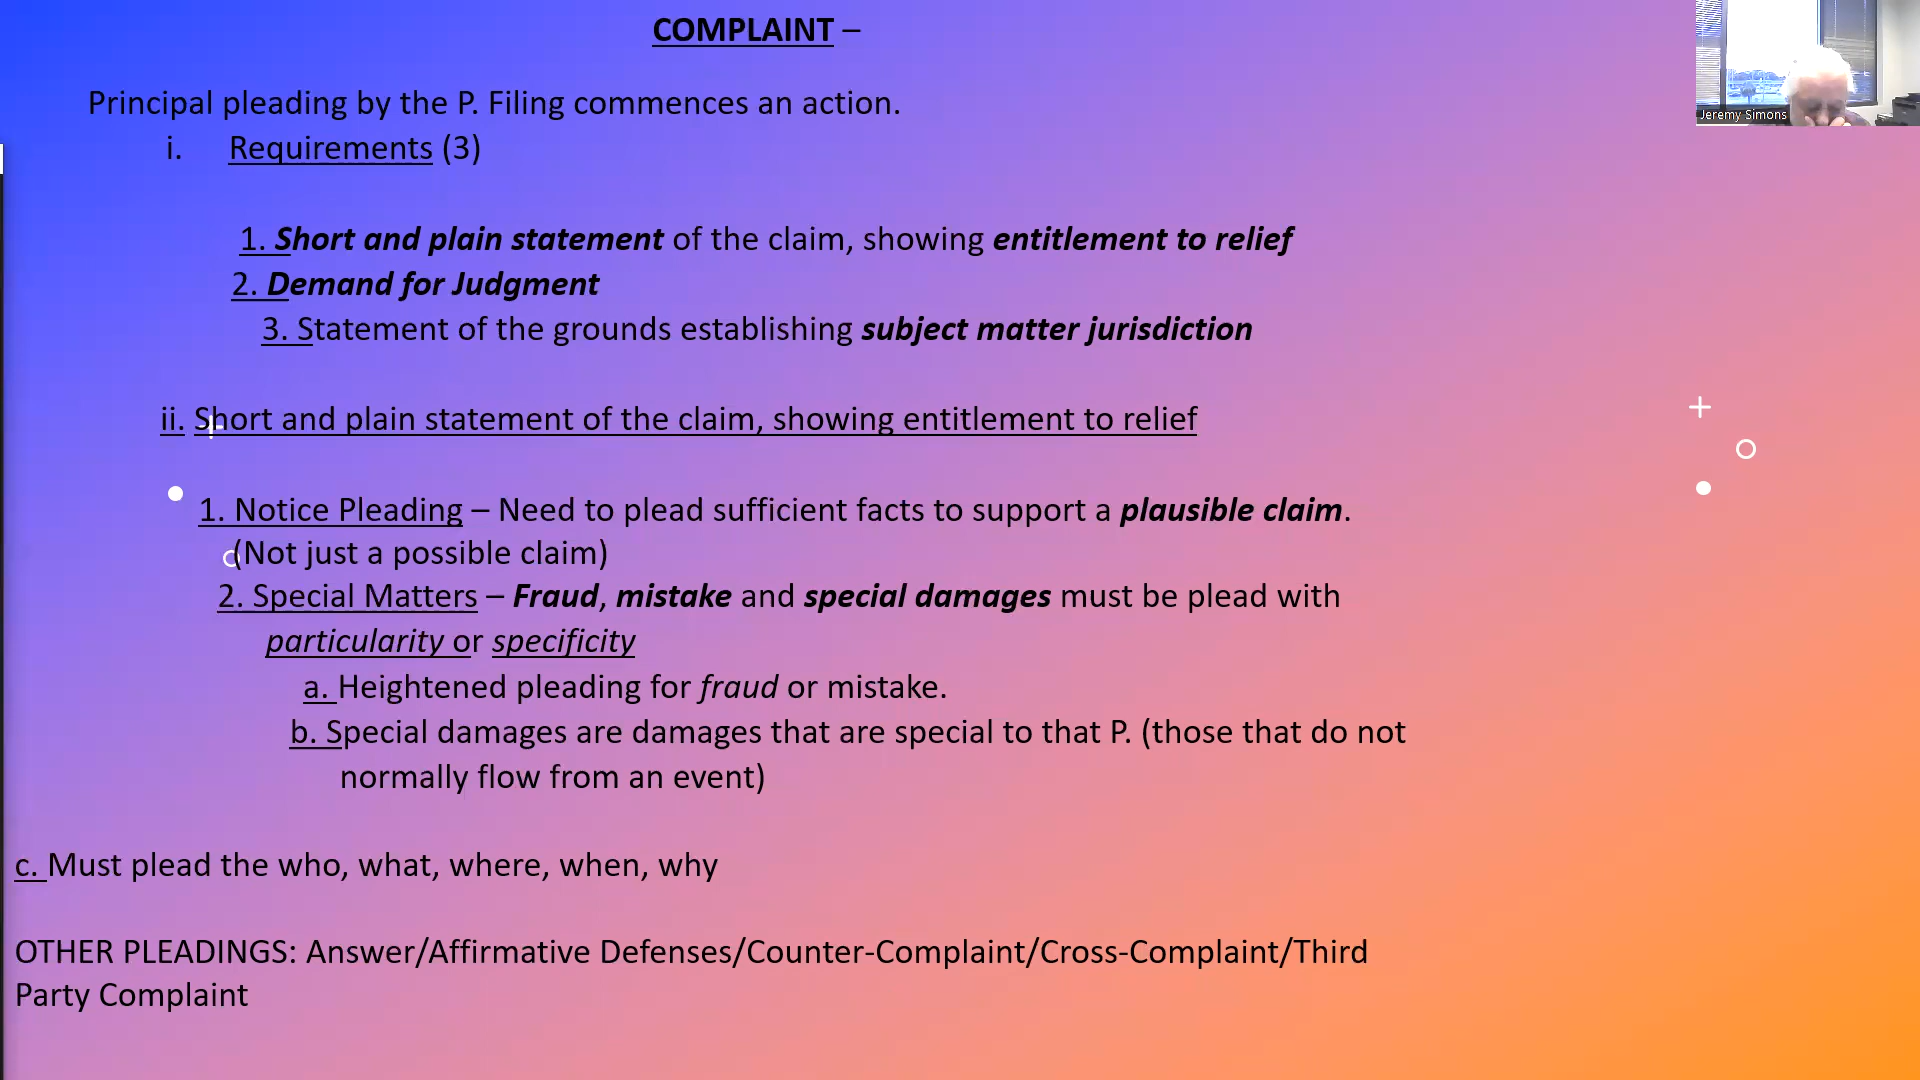 COMPLAINT –
Jeremy Simons
Principal pleading by the P. Filing commences an action.
i. Requirements (3)
1. Short and plain statement of the claim, showing entitlement to relief
2. Demand for Judgment
3. Statement of the grounds establishing subject matter jurisdiction
ii. Short and plain statement of the claim, showing entitlement to relief
1. Notice Pleading – Need to plead sufficient facts to support a plausible claim.
(Not just a possible claim)
2. Special Matters – Fraud, mistake and special damages must be plead with
particularity or specificity
a. Heightened pleading for fraud or mistake.
b. Special damages are damages that are special to that P. (those that do not
normally flow from an event)
c. Must plead the who, what, where, when, why
OTHER PLEADINGS: Answer/Affirmative Defenses/Counter-Complaint/Cross-Complaint/Third
Party Complaint